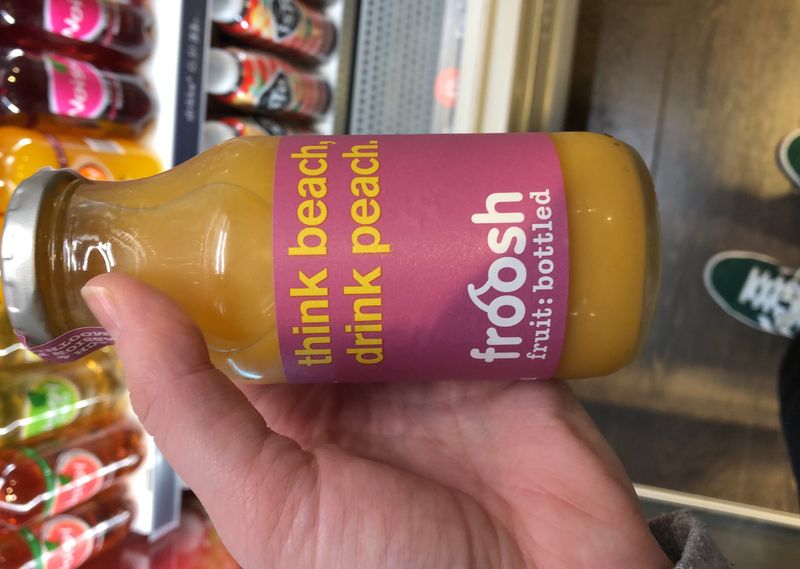 think beach,
drink peach.
froosh
fruit: bottled